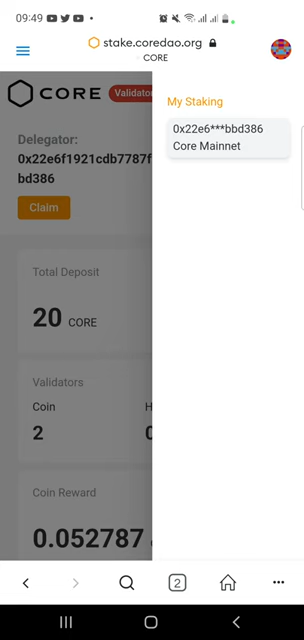 09:49
stake.coredao.org
CORE
CORE
Validator
My Staking
0x22e6***bbd386
Core Mainnet
Delegator:
0x22e6f1921cdb7787f
bd386
Claim
Total Deposit
20 CORE
Validators
Coin
H
2
Coin Reward
0.052787
2